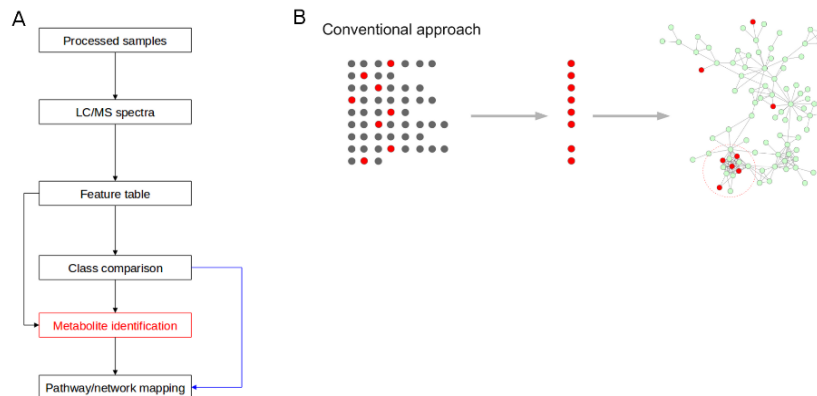 A
Processed samples
LC/MS spectra
Feature table
Class comparison
Metabolite identification
Pathway/network mapping
B
Conventional approach